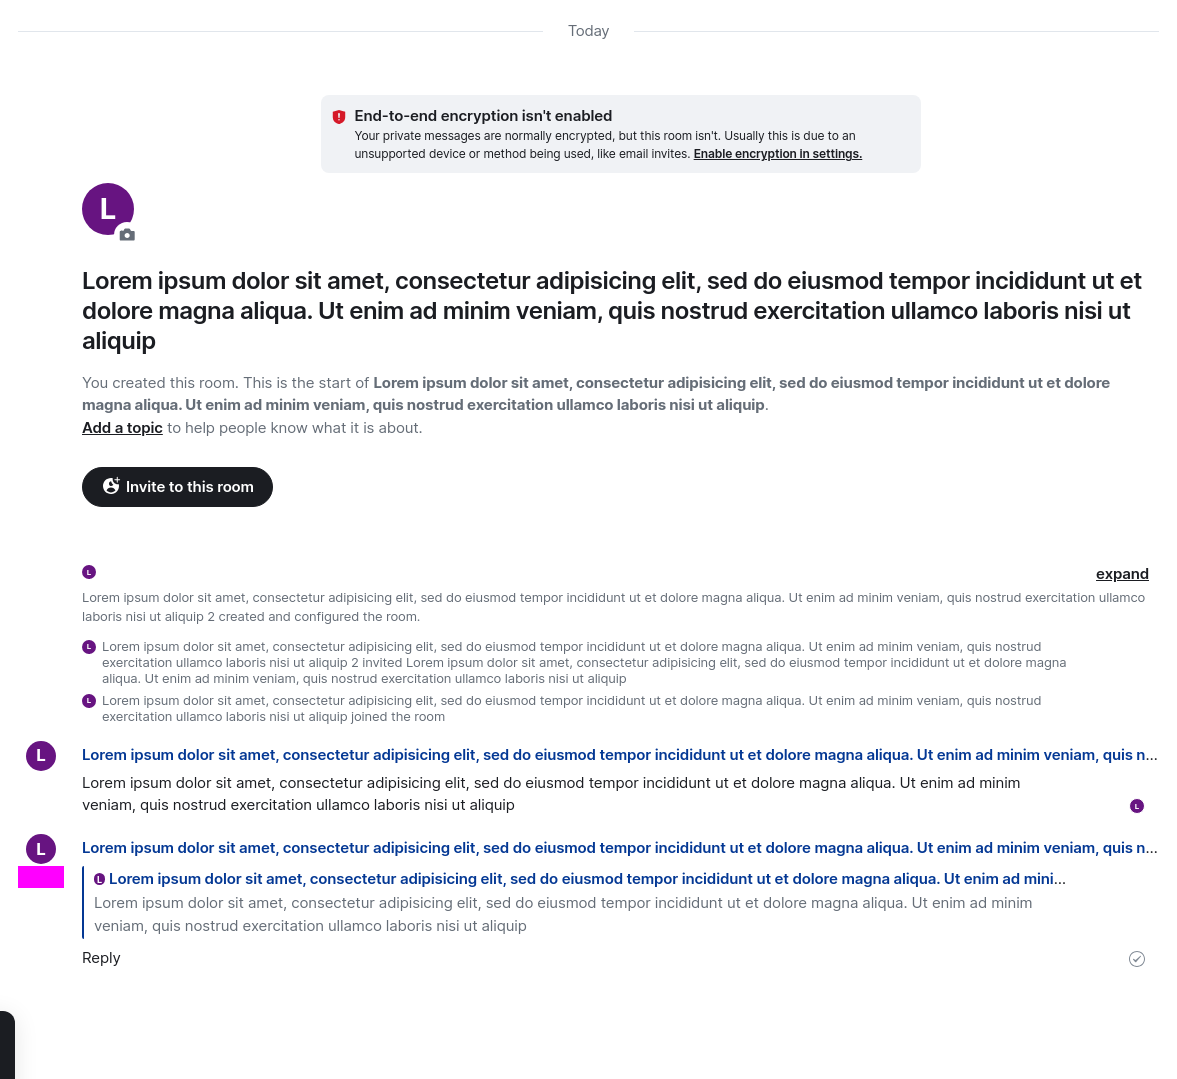 Today
End-to-end encryption isn't enabled
Your private messages are normally encrypted, but this room isn't. Usually this is due to an
unsupported device or method being used, like email invites. Enable encryption in settings.
L
Lorem ipsum dolor sit amet, consectetur adipisicing elit, sed do eiusmod tempor incididunt ut et
dolore magna aliqua. Ut enim ad minim veniam, quis nostrud exercitation ullamco laboris nisi ut
aliquip
You created this room. This is the start of Lorem ipsum dolor sit amet, consectetur adipisicing elit, sed do eiusmod tempor incididunt ut et dolore
magna aliqua. Ut enim ad minim veniam, quis nostrud exercitation ullamco laboris nisi ut aliquip.
Add a topic to help people know what it is about.
Invite to this room
L
expand
Lorem ipsum dolor sit amet, consectetur adipisicing elit, sed do eiusmod tempor incididunt ut et dolore magna aliqua. Ut enim ad minim veniam, quis nostrud exercitation ullamco
laboris nisi ut aliquip 2 created and configured the room.
L Lorem ipsum dolor sit amet, consectetur adipisicing elit, sed do eiusmod tempor incididunt ut et dolore magna aliqua. Ut enim ad minim veniam, quis nostrud
exercitation ullamco laboris nisi ut aliquip 2 invited Lorem ipsum dolor sit amet, consectetur adipisicing elit, sed do eiusmod tempor incididunt ut et dolore magna
aliqua. Ut enim ad minim veniam, quis nostrud exercitation ullamco laboris nisi ut aliquip
L Lorem ipsum dolor sit amet, consectetur adipisicing elit, sed do eiusmod tempor incididunt ut et dolore magna aliqua. Ut enim ad minim veniam, quis nostrud
exercitation ullamco laboris nisi ut aliquip joined the room
L Lorem ipsum dolor sit amet, consectetur adipisicing elit, sed do eiusmod tempor incididunt ut et dolore magna aliqua. Ut enim ad minim veniam, quis n...
Lorem ipsum dolor sit amet, consectetur adipisicing elit, sed do eiusmod tempor incididunt ut et dolore magna aliqua. Ut enim ad minim
veniam, quis nostrud exercitation ullamco laboris nisi ut aliquip
L
L Lorem ipsum dolor sit amet, consectetur adipisicing elit, sed do eiusmod tempor incididunt ut et dolore magna aliqua. Ut enim ad minim veniam, quis n...
L Lorem ipsum dolor sit amet, consectetur adipisicing elit, sed do eiusmod tempor incididunt ut et dolore magna aliqua. Ut enim ad mini...
Lorem ipsum dolor sit amet, consectetur adipisicing elit, sed do eiusmod tempor incididunt ut et dolore magna aliqua. Ut enim ad minim
veniam, quis nostrud exercitation ullamco laboris nisi ut aliquip
Reply